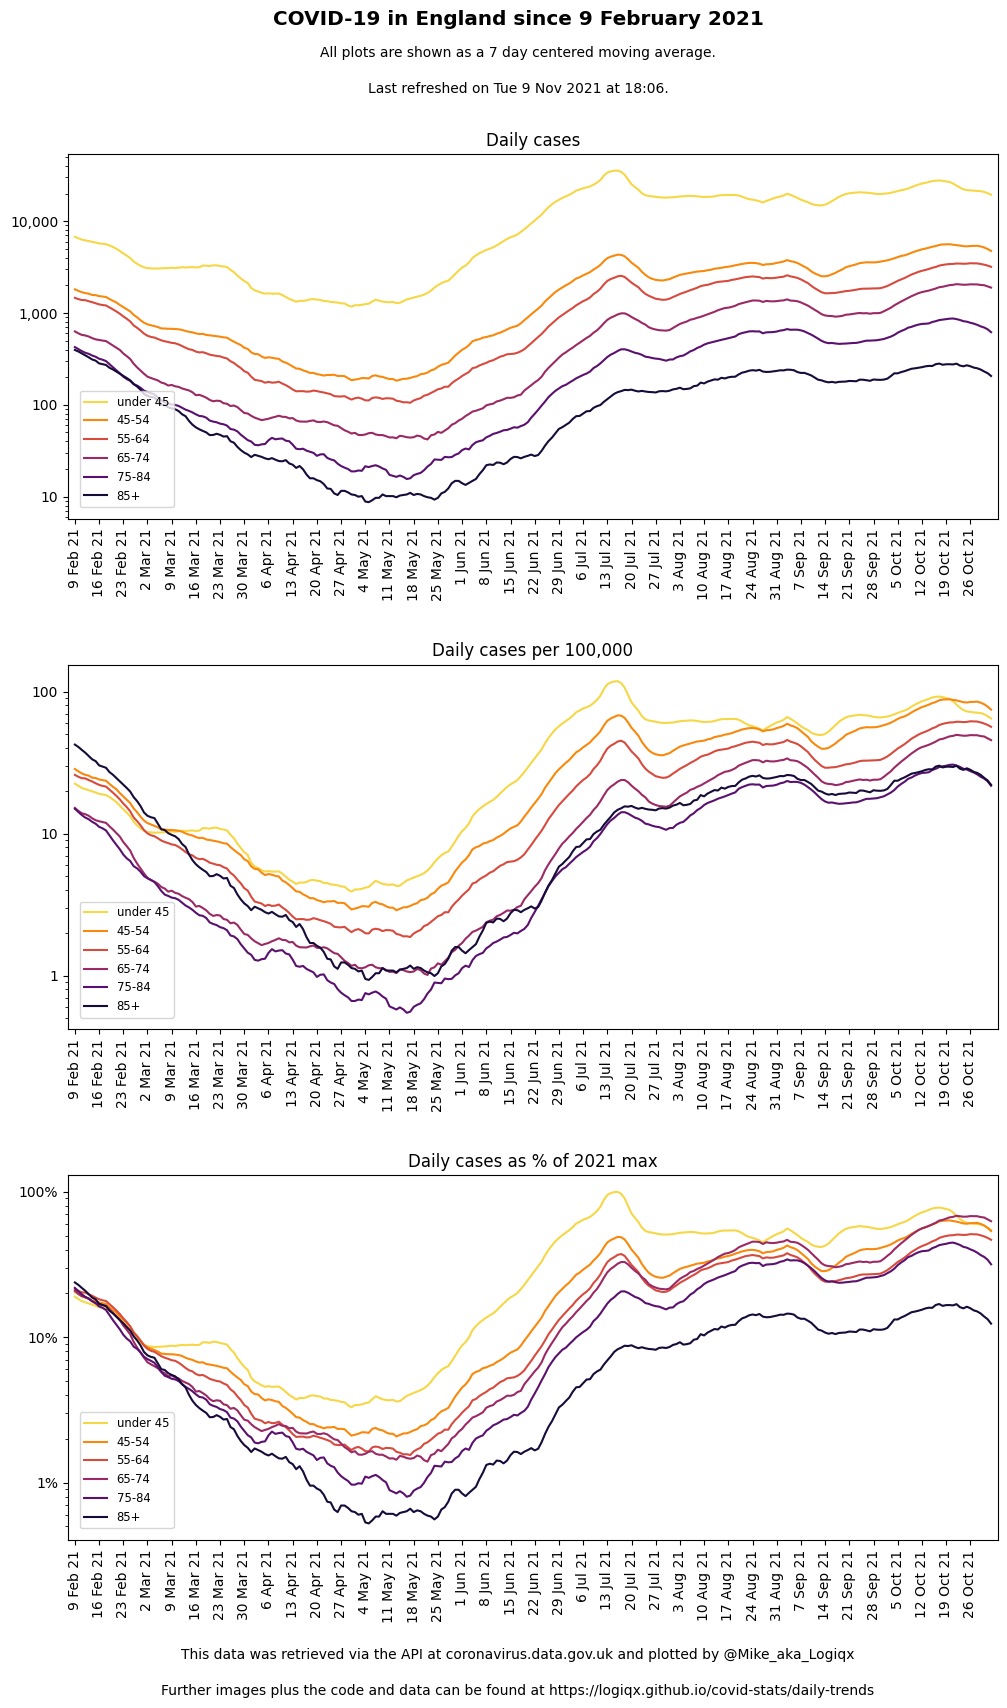 COVID-19 in England since 9 February 2021
All plots are shown as a 7 day centered moving average.
Last refreshed on Tue 9 Nov 2021 at 18:06.
Daily cases
10,000
1,000
100
10
under 45
45-54
55-64
65-74
75-84
85+
9 Feb 21
16 Feb 21
23 Feb 21
2 Mar 21
9 Mar 21
16 Mar 21
23 Mar 21
30 Mar 21
6 Apr 21
13 Apr 21
20 Apr 21
27 Apr 21
4 May 21
11 May 21
18 May 21
25 May 21
1 Jun 21
8 Jun 21
15 Jun 21
22 Jun 21
29 Jun 21
6 Jul 21
13 Jul 21
20 Jul 21
27 Jul 21
3 Aug 21
10 Aug 21
17 Aug 21
24 Aug 21
31 Aug 21
7 Sep 21
14 Sep 21
21 Sep 21
28 Sep 21
5 Oct 21
12 Oct 21
19 Oct 21
26 Oct 21
Daily cases per 100,000
100
10
1
under 45
45-54
55-64
65-74
75-84
85+
9 Feb 21
16 Feb 21
23 Feb 21
2 Mar 21
9 Mar 21
16 Mar 21
23 Mar 21
30 Mar 21
6 Apr 21
13 Apr 21
20 Apr 21
27 Apr 21
4 May 21
11 May 21
18 May 21
25 May 21
1 Jun 21
8 Jun 21
15 Jun 21
22 Jun 21
29 Jun 21
6 Jul 21
13 Jul 21
20 Jul 21
27 Jul 21
3 Aug 21
10 Aug 21
17 Aug 21
24 Aug 21
31 Aug 21
7 Sep 21
14 Sep 21
21 Sep 21
28 Sep 21
5 Oct 21
12 Oct 21
19 Oct 21
26 Oct 21
Daily cases as % of 2021 max
100%
10%
1%
under 45
45-54
55-64
65-74
75-84
85+
9 Feb 21
16 Feb 21
23 Feb 21
2 Mar 21
9 Mar 21
16 Mar 21
23 Mar 21
30 Mar 21
6 Apr 21
13 Apr 21
20 Apr 21
27 Apr 21
4 May 21
11 May 21
18 May 21
25 May 21
1 Jun 21
8 Jun 21
15 Jun 21
22 Jun 21
29 Jun 21
6 Jul 21
13 Jul 21
20 Jul 21
27 Jul 21
3 Aug 21
10 Aug 21
17 Aug 21
24 Aug 21
31 Aug 21
7 Sep 21
14 Sep 21
21 Sep 21
28 Sep 21
5 Oct 21
12 Oct 21
19 Oct 21
26 Oct 21
This data was retrieved via the API at coronavirus.data.gov.uk and plotted by @Mike_aka_Logiqx
Further images plus the code and data can be found at https://logiqx.github.io/covid-stats/daily-trends